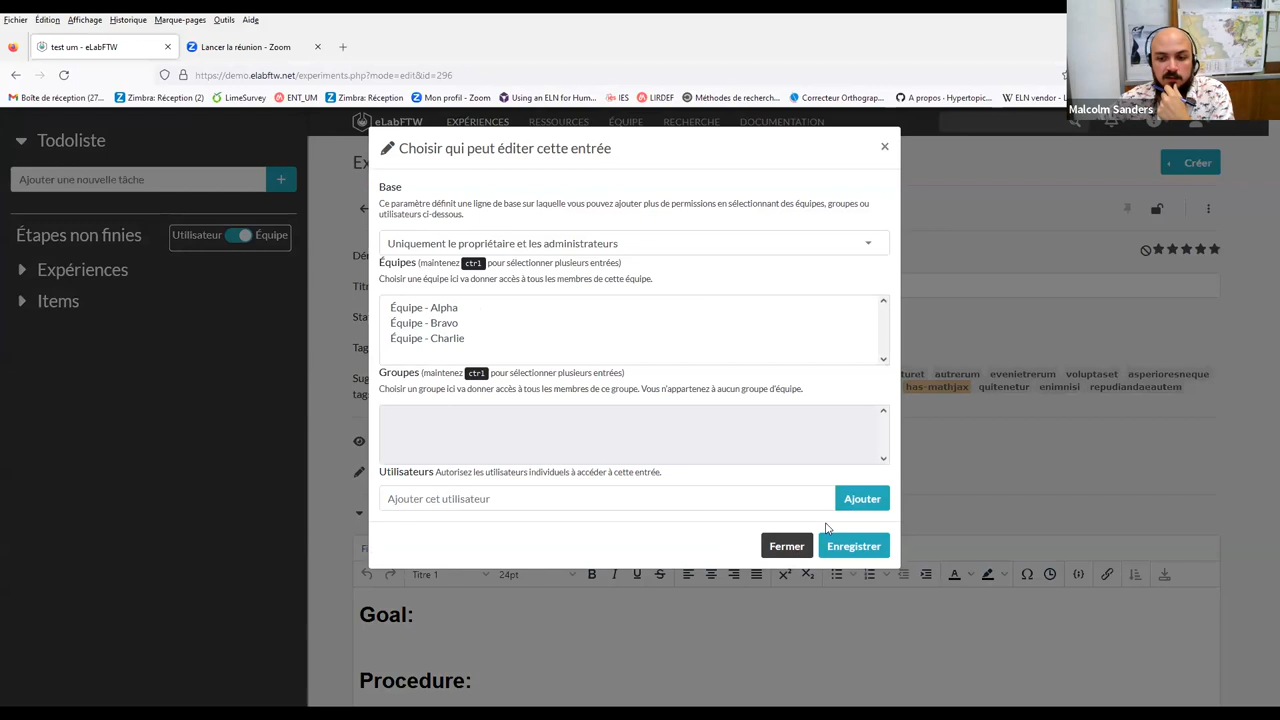 Fichier Édition Affichage Historique Marque-pages Outils Aide
test um - eLabFTW
Lancer la réunion - Zoom
https://demo.elabftw.net/experiments.php?mode=edit&id=296
Boîte de réception (27... Zimbra: Réception (2) LimeSurvey ENT_UM Zimbra: Réception Mon profil - Zoom Using an ELN for Hum... IES LIRDEF Méthodes de recherc... Correcteur Orthograp... A propos · Hypertopic... ELN vendor -
Malcolm Sanders
eLabFTW EXPÉRIENCES RESSOURCES ÉQUIPE RECHERCHE DOCUMENTATION
Todoliste
Ajouter une nouvelle tâche
+
Étapes non finies
Utilisateur Équipe
Expériences
Items
Créer
Choisir qui peut éditer cette entrée
×
Base
Ce paramètre définit une ligne de base sur laquelle vous pouvez ajouter plus de permissions en sélectionnant des équipes, groupes ou
utilisateurs ci-dessous.
Uniquement le propriétaire et les administrateurs
Équipes (maintenez ctrl pour sélectionner plusieurs entrées)
Choisir une équipe ici va donner accès à tous les membres de cette équipe.
Équipe - Alpha
Équipe - Bravo
Équipe - Charlie
Groupes (maintenez ctrl pour sélectionner plusieurs entrées)
Choisir un groupe ici va donner accès à tous les membres de ce groupe. Vous n'appartenez à aucun groupe d'équipe.
Utilisateurs Autorisez les utilisateurs individuels à accéder à cette entrée.
Ajouter cet utilisateur
Ajouter
Fermer Enregistrer
Ex
Dér
Titr
Sta
Tag
Sug
tags
turet autrerum evenietrerum voluptaset asperioresneque
has-mathjax quitenetur enimnisi repudiandaeautem
Fi
Titre 1 24pt B I U S
Goal:
Procedure: